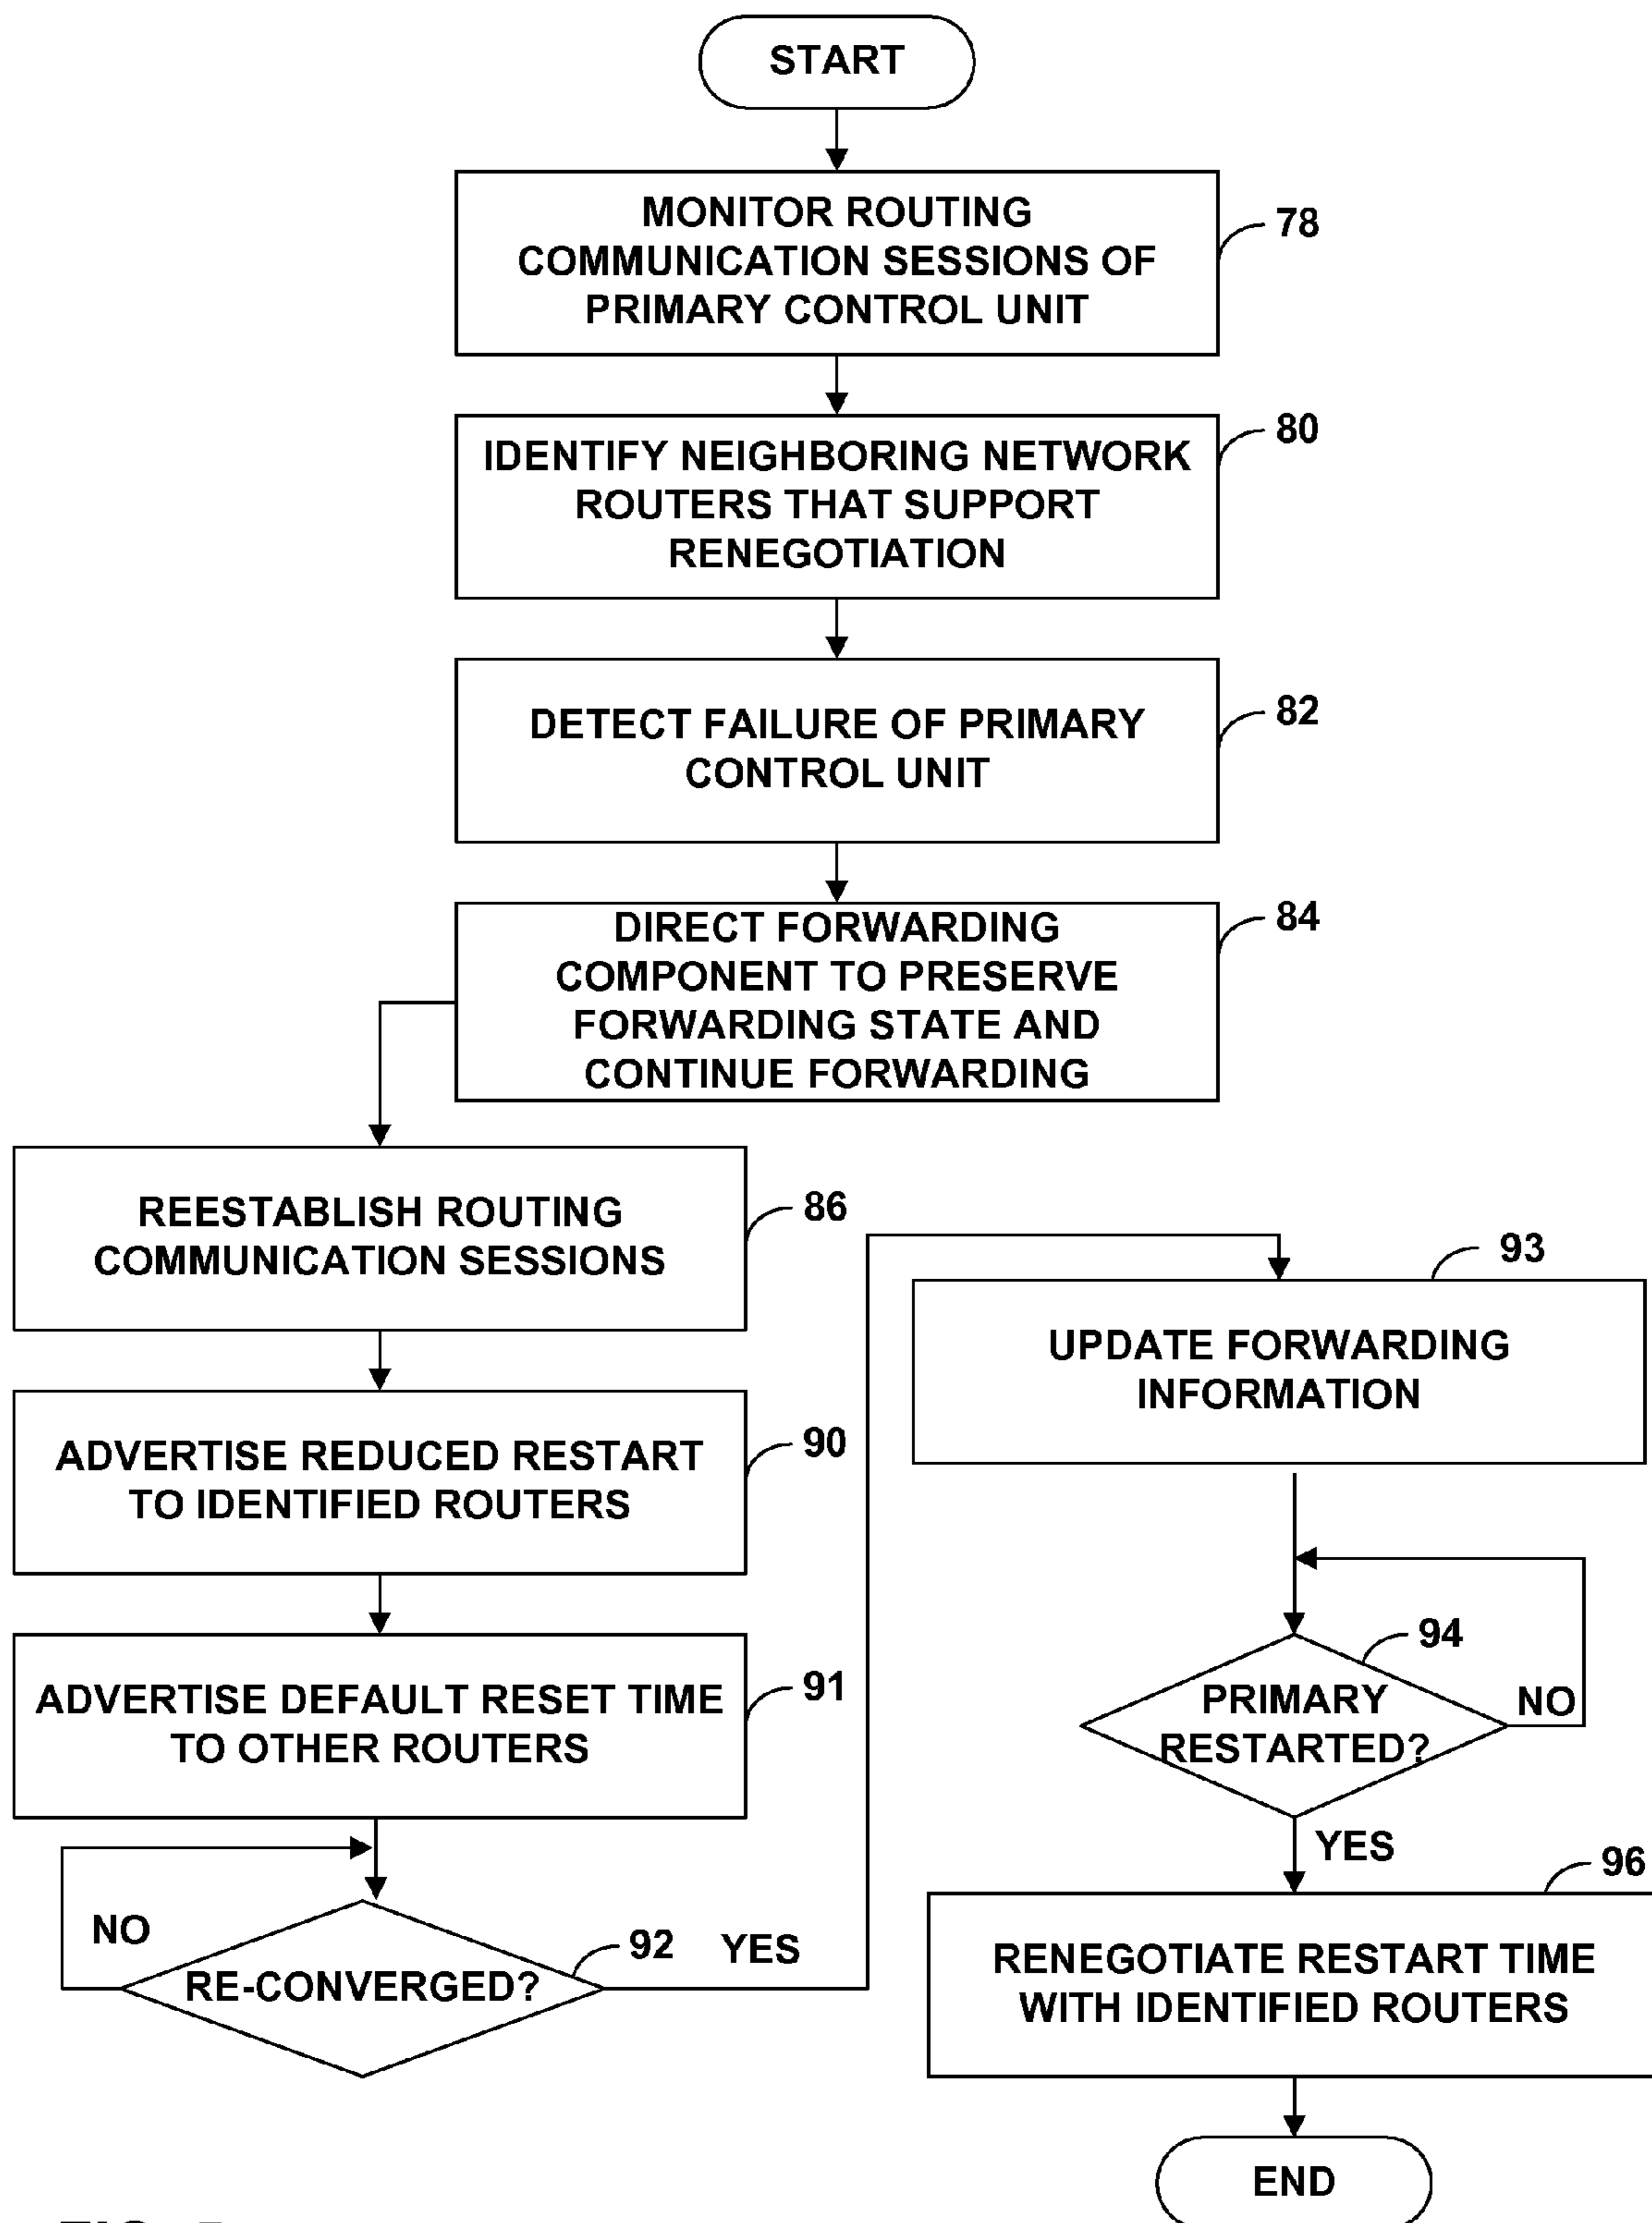 START
MONITOR ROUTING
COMMUNICATION SESSIONS OF
PRIMARY CONTROL UNIT
78
IDENTIFY NEIGHBORING NETWORK
ROUTERS THAT SUPPORT
RENEGOTIATION
80
DETECT FAILURE OF PRIMARY
CONTROL UNIT
82
DIRECT FORWARDING
COMPONENT TO PRESERVE
FORWARDING STATE AND
CONTINUE FORWARDING
84
REESTABLISH ROUTING
COMMUNICATION SESSIONS
86
ADVERTISE REDUCED RESTART
TO IDENTIFIED ROUTERS
90
ADVERTISE DEFAULT RESET TIME
TO OTHER ROUTERS
91
RE-CONVERGED?
92
NO
YES
UPDATE FORWARDING
INFORMATION
93
PRIMARY
RESTARTED?
94
NO
YES
RENEGOTIATE RESTART TIME
WITH IDENTIFIED ROUTERS
96
END